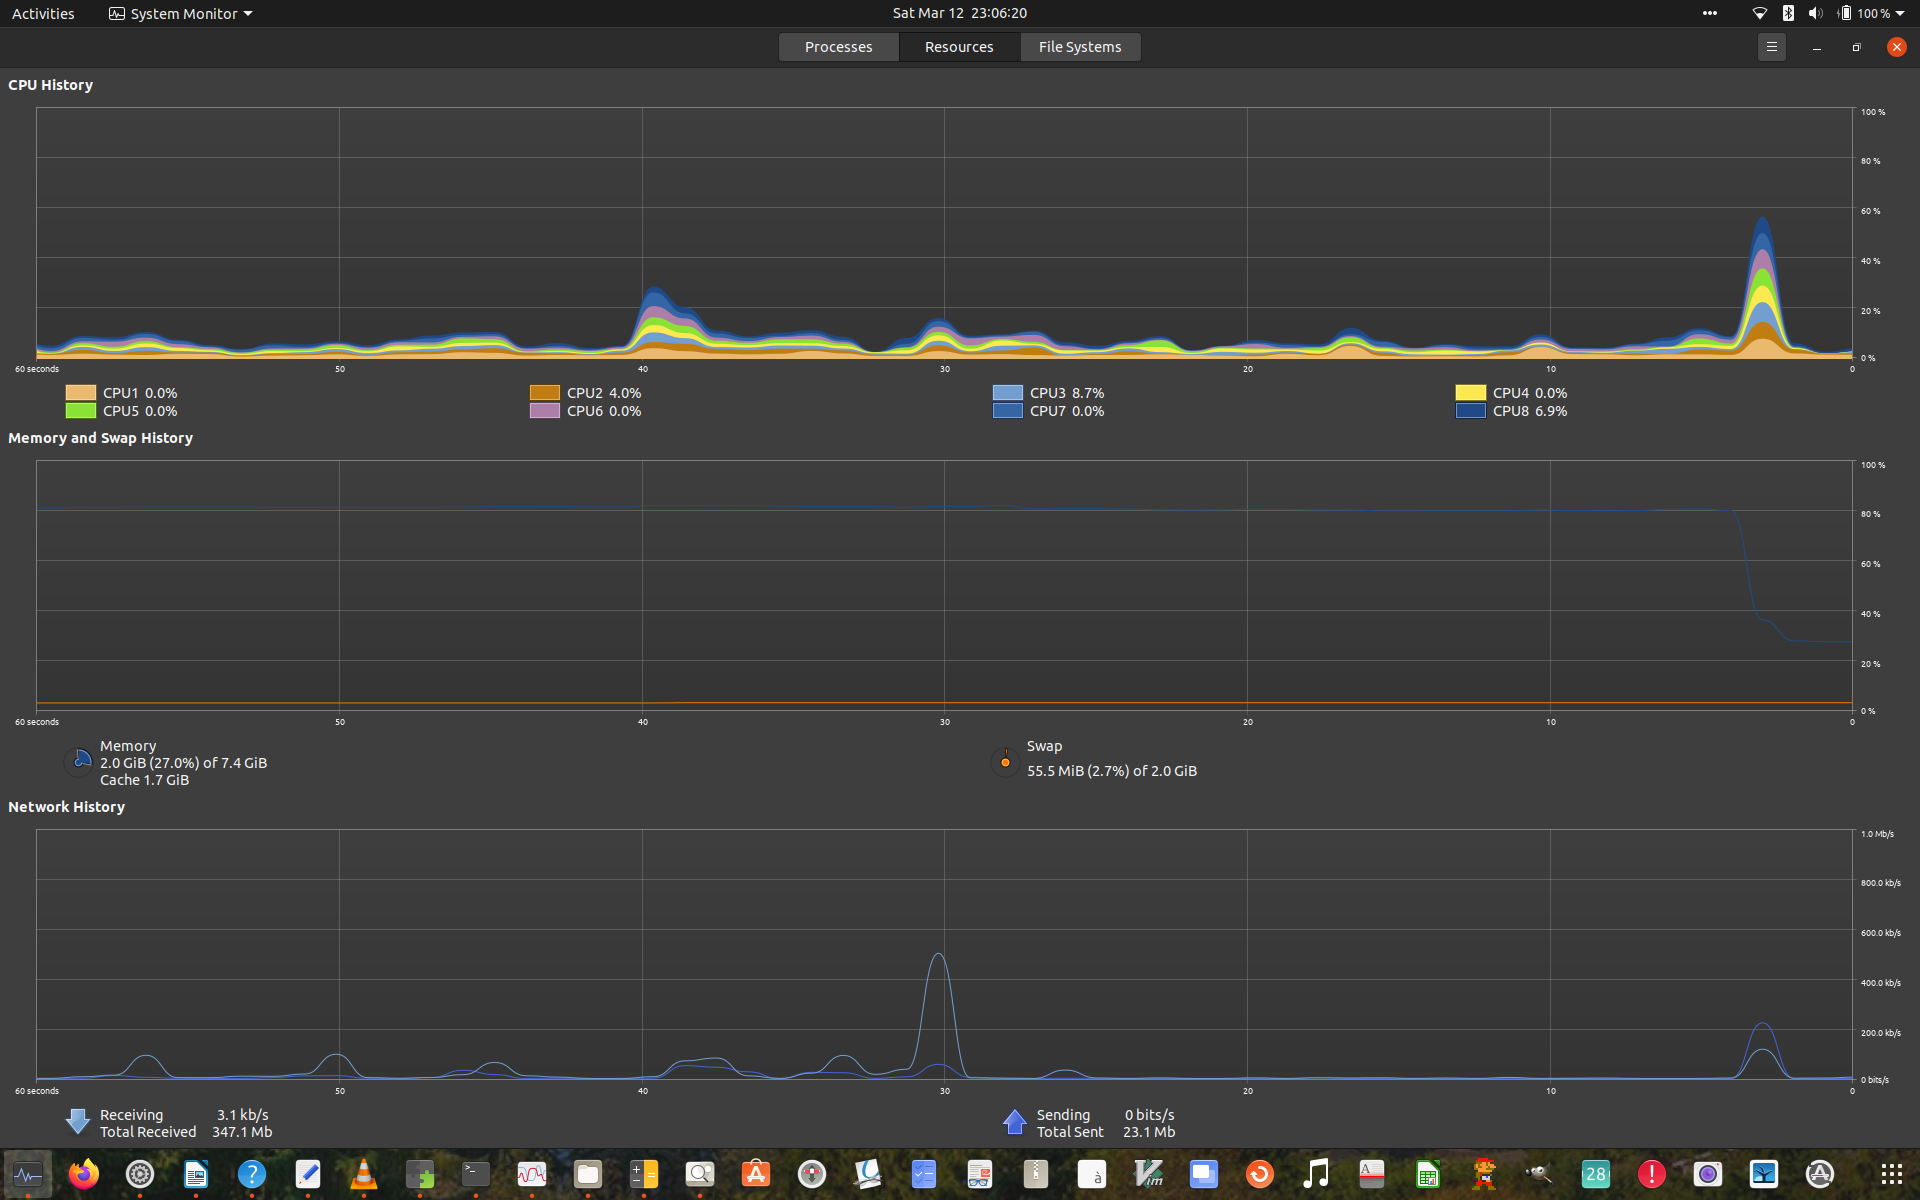 Activities System Monitor Sat Mar 12 23:06:20 100 %
Processes Resources File Systems
CPU History
100 %
80 %
60 %
40 %
20 %
0 %
60 seconds 50 40 30 20 10 0
CPU1 0.0% CPU2 4.0% CPU3 8.7% CPU4 0.0%
CPU5 0.0% CPU6 0.0% CPU7 0.0% CPU8 6.9%
Memory and Swap History
100 %
80 %
60 %
40 %
20 %
0 %
60 seconds 50 40 30 20 10 0
Memory
2.0 GiB (27.0%) of 7.4 GiB
Cache 1.7 GiB
Swap
55.5 MiB (2.7%) of 2.0 GiB
Network History
1.0 Mb/s
800.0 kb/s
600.0 kb/s
400.0 kb/s
200.0 kb/s
0 bits/s
60 seconds 50 40 30 20 10 0
Receiving 3.1 kb/s
Total Received 347.1 Mb
Sending 0 bits/s
Total Sent 23.1 Mb
? >_ A à Vim A 28 !